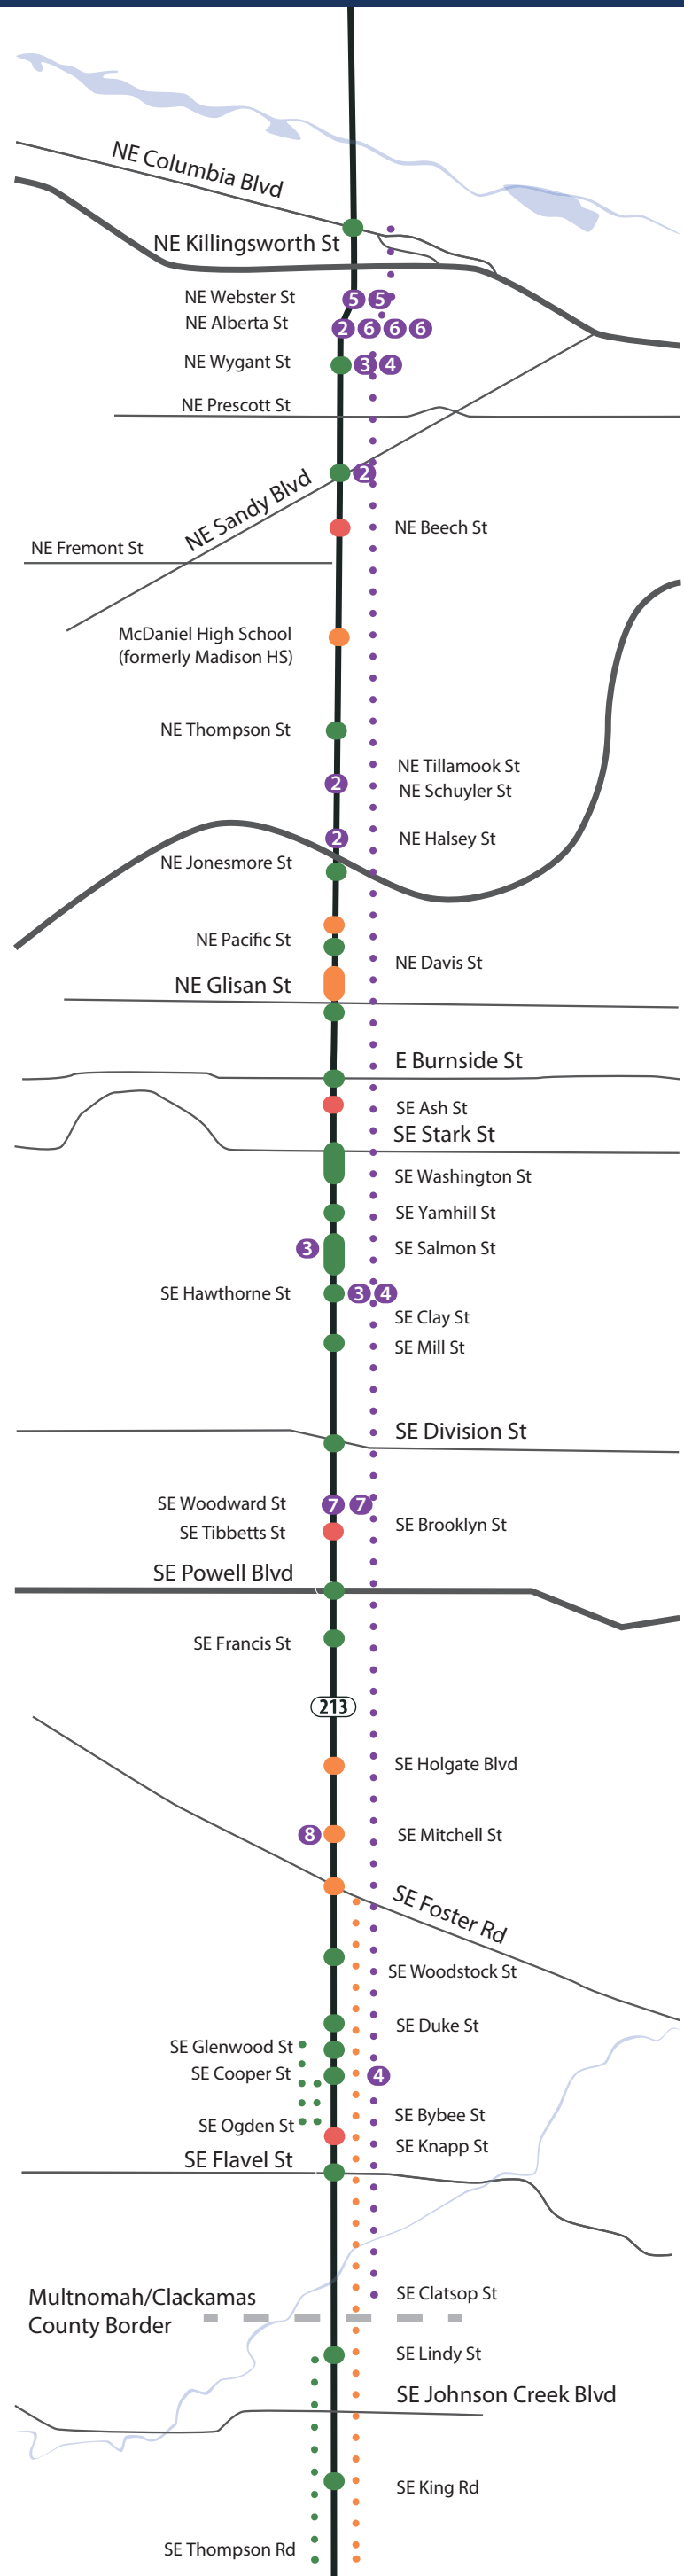 NE Columbia Blvd
NE Killingsworth St
NE Webster St
5 5
NE Alberta St
2 6 6 6
NE Wygant St
3 4
NE Prescott St
NE Sandy Blvd
2
NE Beech St
NE Fremont St
McDaniel High School
(formerly Madison HS)
NE Thompson St
NE Tillamook St
2
NE Schuyler St
2
NE Halsey St
NE Jonesmore St
NE Pacific St
NE Davis St
NE Glisan St
E Burnside St
SE Ash St
SE Stark St
SE Washington St
SE Yamhill St
3
SE Salmon St
SE Hawthorne St
3 4
SE Clay St
SE Mill St
SE Division St
SE Woodward St
7 7
SE Brooklyn St
SE Tibbetts St
SE Powell Blvd
SE Francis St
213
SE Holgate Blvd
8
SE Mitchell St
SE Foster Rd
SE Woodstock St
SE Duke St
SE Glenwood St
SE Cooper St
4
SE Bybee St
SE Ogden St
SE Knapp St
SE Flavel St
SE Clatsop St
Multnomah/Clackamas
County Border
SE Lindy St
SE Johnson Creek Blvd
SE King Rd
SE Thompson Rd